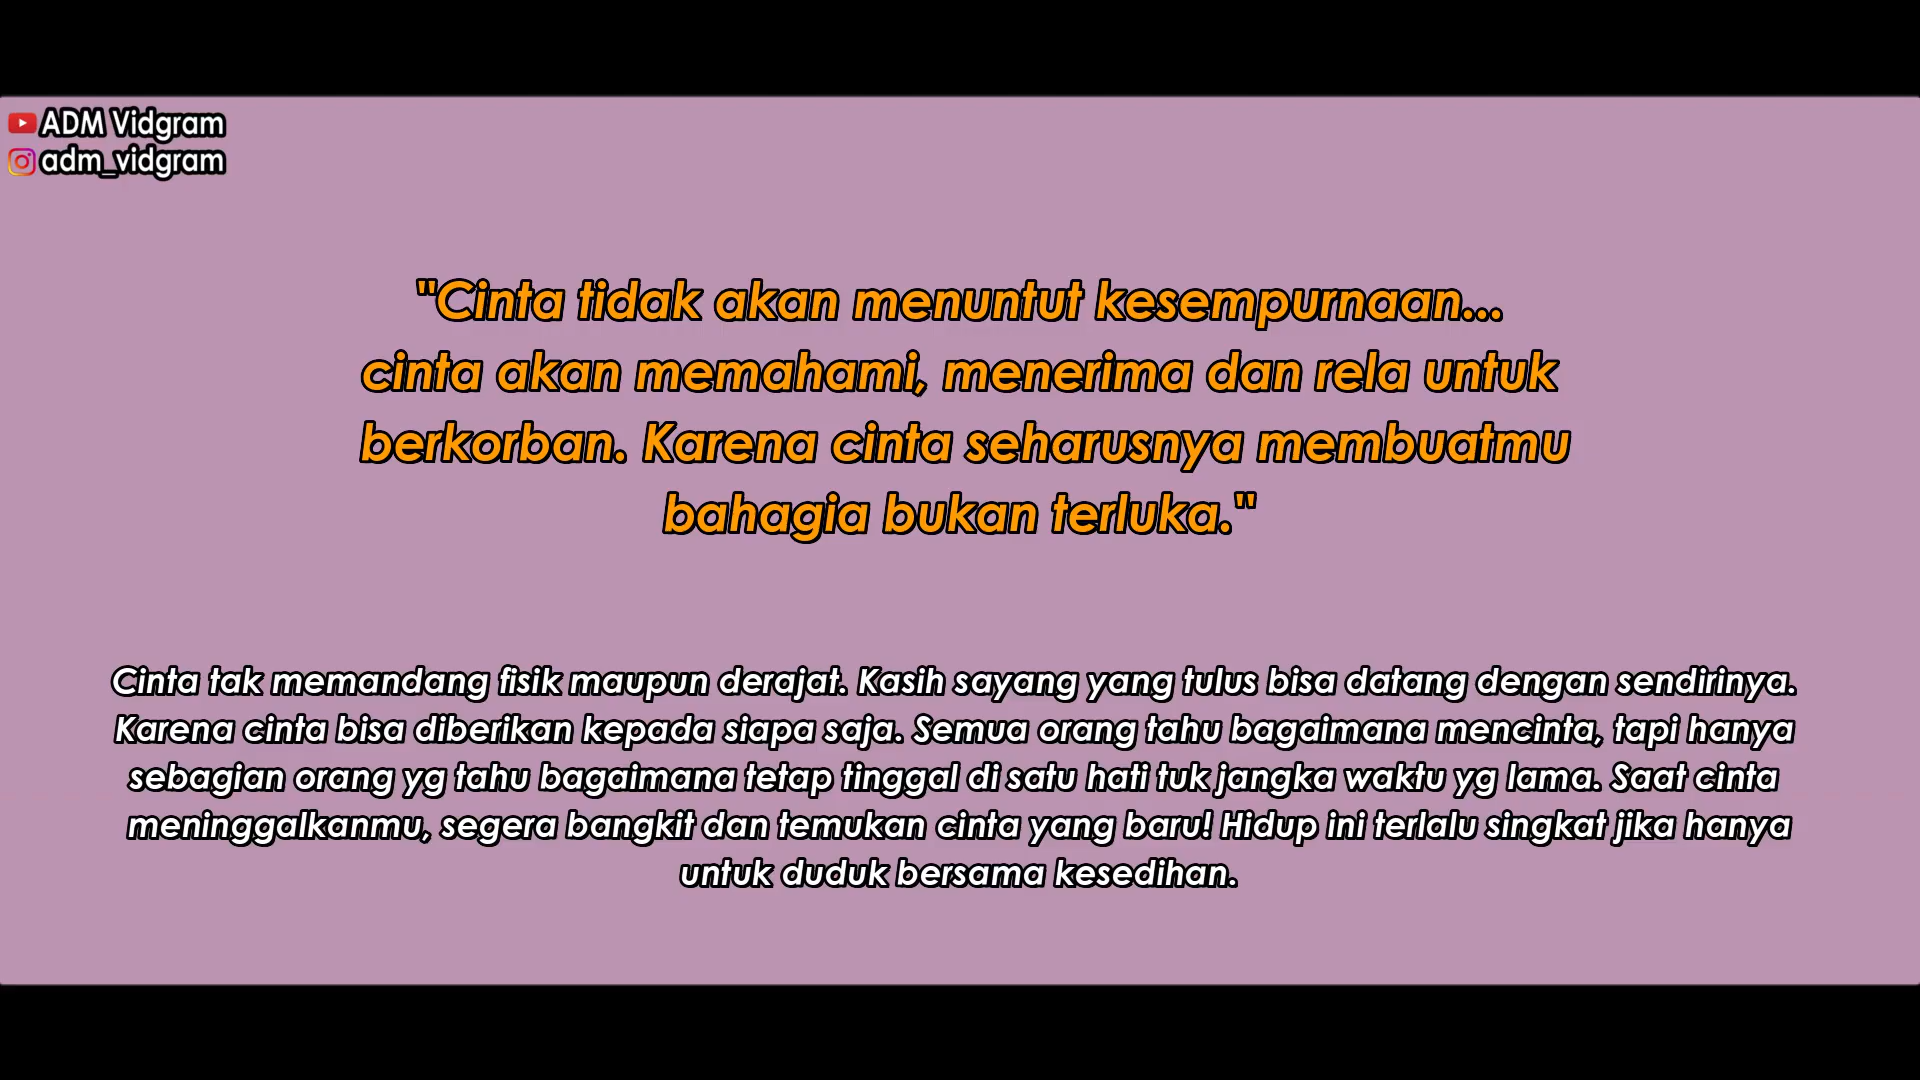 ADM Vidgram
adm_vidgram
"Cinta tidak akan menuntut kesempurnaan...
cinta akan memahami, menerima dan rela untuk
berkorban. Karena cinta seharusnya membuatmu
bahagia bukan terluka."
Cinta tak memandang fisik maupun derajat. Kasih sayang yang tulus bisa datang dengan sendirinya.
Karena cinta bisa diberikan kepada siapa saja. Semua orang tahu bagaimana mencinta, tapi hanya
sebagian orang yg tahu bagaimana tetap tinggal di satu hati tuk jangka waktu yg lama. Saat cinta
meninggalkanmu, segera bangkit dan temukan cinta yang baru! Hidup ini terlalu singkat jika hanya
untuk duduk bersama kesedihan.